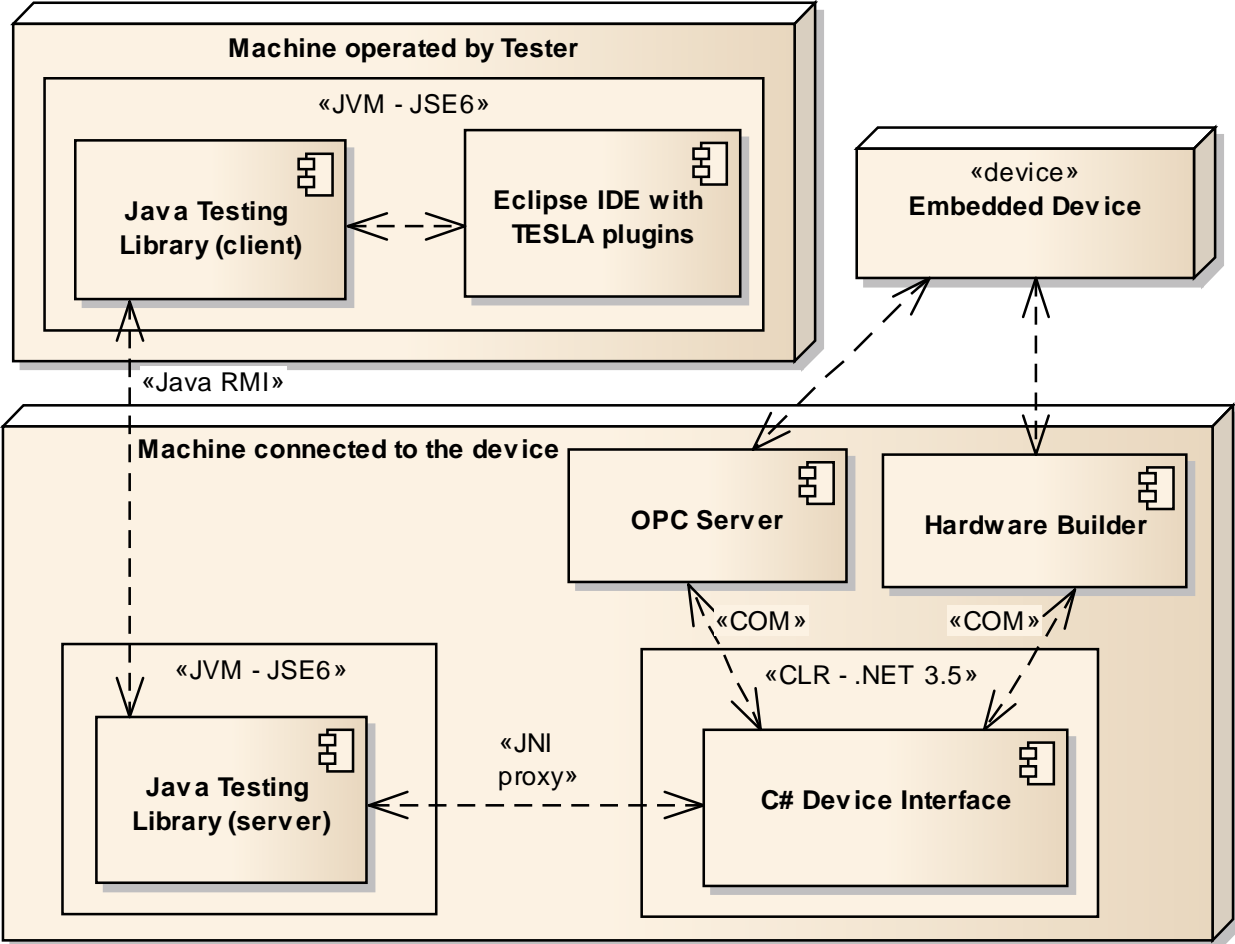 Machine operated by Tester
«JVM - JSE6»
Java Testing
Library (client)
Eclipse IDE with
TESLA plugins
«device»
Embedded Device
«Java RMI»
Machine connected to the device
OPC Server
Hardware Builder
«COM»
«COM»
«JVM - JSE6»
«CLR - .NET 3.5»
Java Testing
Library (server)
«JNI
proxy»
C# Device Interface